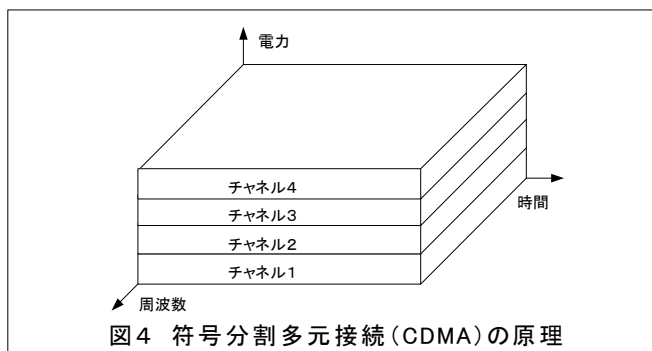 電力
チャネル4
チャネル3
チャネル2
チャネル1
時間
周波数
図4 符号分割多元接続(CDMA)の原理